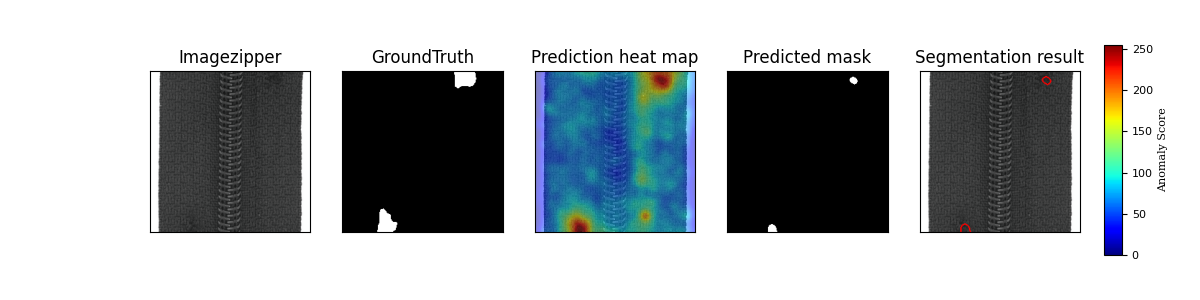 Imagezipper
GroundTruth
Prediction heat map
Predicted mask
Segmentation result
250
200
150
100
50
0
Anomaly Score